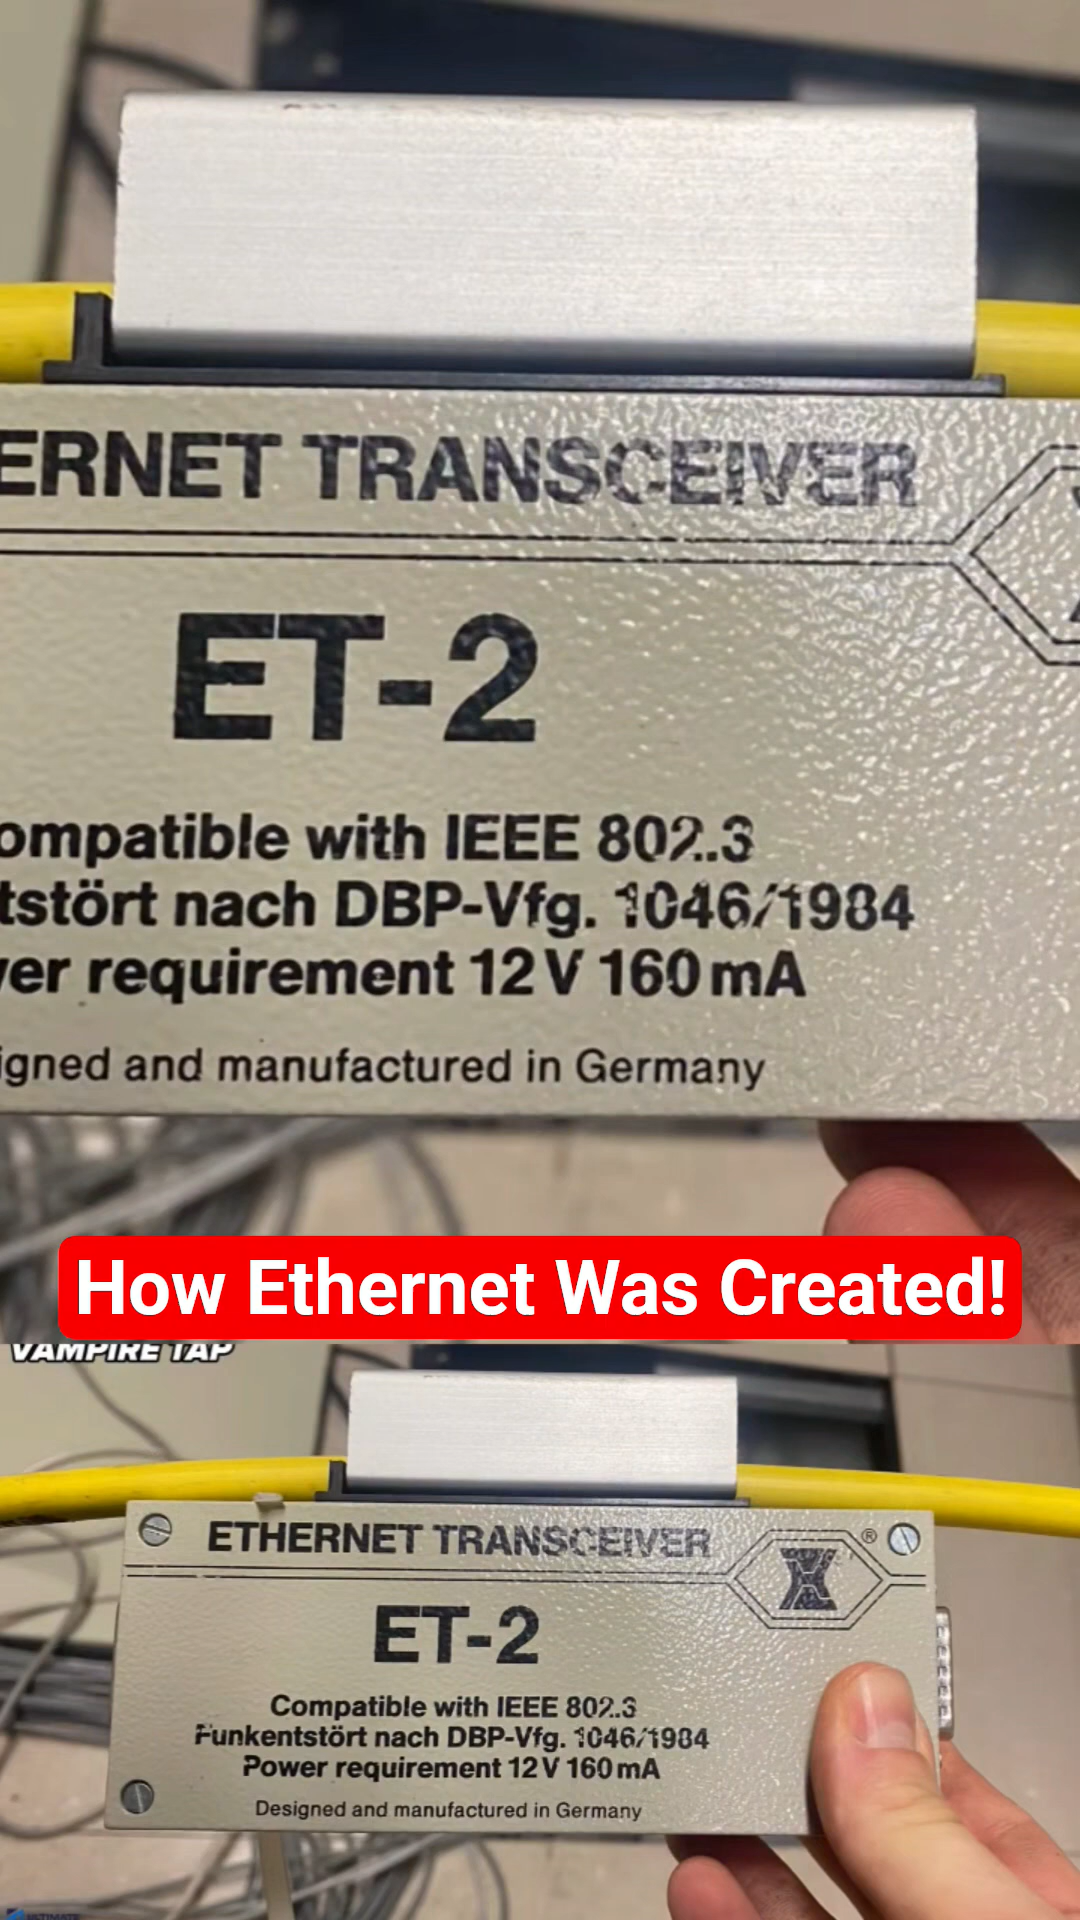 ERNET TRANSCEIVER
ET-2
ompatible with IEEE 802.3
tstört nach DBP-Vfg. 1046/1984
er requirement 12 V 160 mA
igned and manufactured in Germany
How Ethernet Was Created!
VAMPIRE TAP
ETHERNET TRANSCEIVER
®
ET-2
Compatible with IEEE 802.3
Funkentstört nach DBP-Vfg. 1046/1984
Power requirement 12 V 160 mA
Designed and manufactured in Germany
ULTIMATE